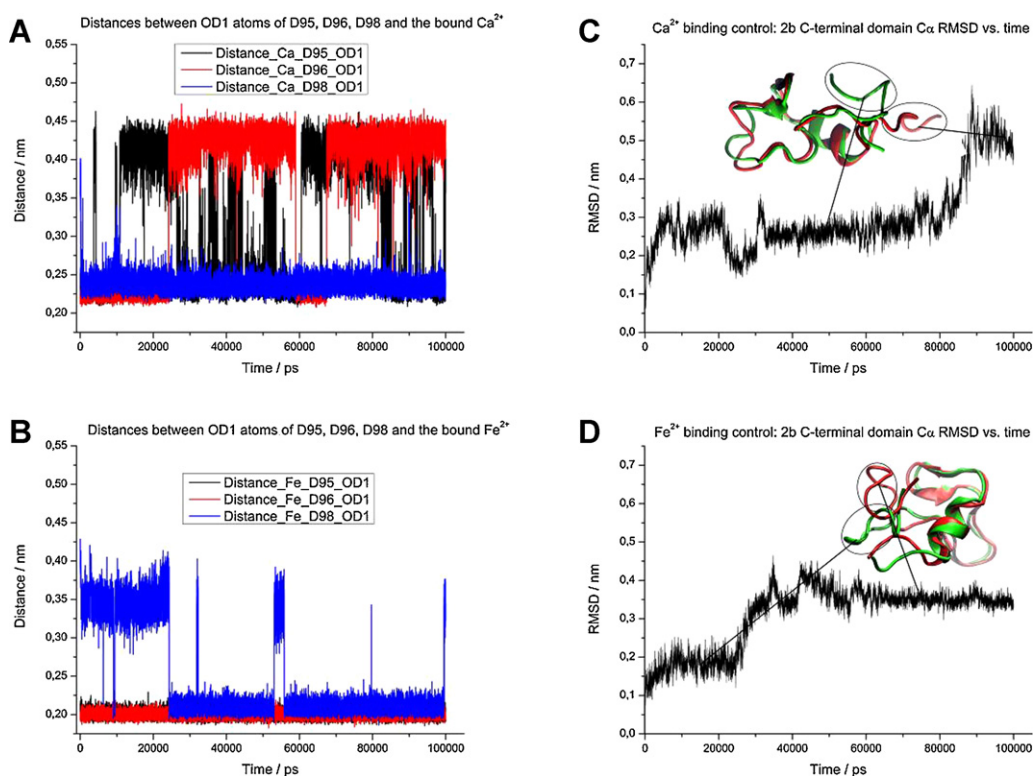 A
Distances between OD1 atoms of D95, D96, D98 and the bound Ca²⁺
Distance_Ca_D95_OD1
Distance_Ca_D96_OD1
Distance_Ca_D98_OD1
Distance / nm
0,55
0,50
0,45
0,40
0,35
0,30
0,25
0,20
0 20000 40000 60000 80000 100000
Time / ps
C
Ca²⁺ binding control: 2b C-terminal domain Cα RMSD vs. time
RMSD / nm
0,7
0,6
0,5
0,4
0,3
0,2
0,1
0,0
0 20000 40000 60000 80000 100000
Time / ps
B
Distances between OD1 atoms of D95, D96, D98 and the bound Fe²⁺
Distance_Fe_D95_OD1
Distance_Fe_D96_OD1
Distance_Fe_D98_OD1
Distance / nm
0,55
0,50
0,45
0,40
0,35
0,30
0,25
0,20
0 20000 40000 60000 80000 100000
Time / ps
D
Fe²⁺ binding control: 2b C-terminal domain Cα RMSD vs. time
RMSD / nm
0,7
0,6
0,5
0,4
0,3
0,2
0,1
0,0
0 20000 40000 60000 80000 100000
Time / ps